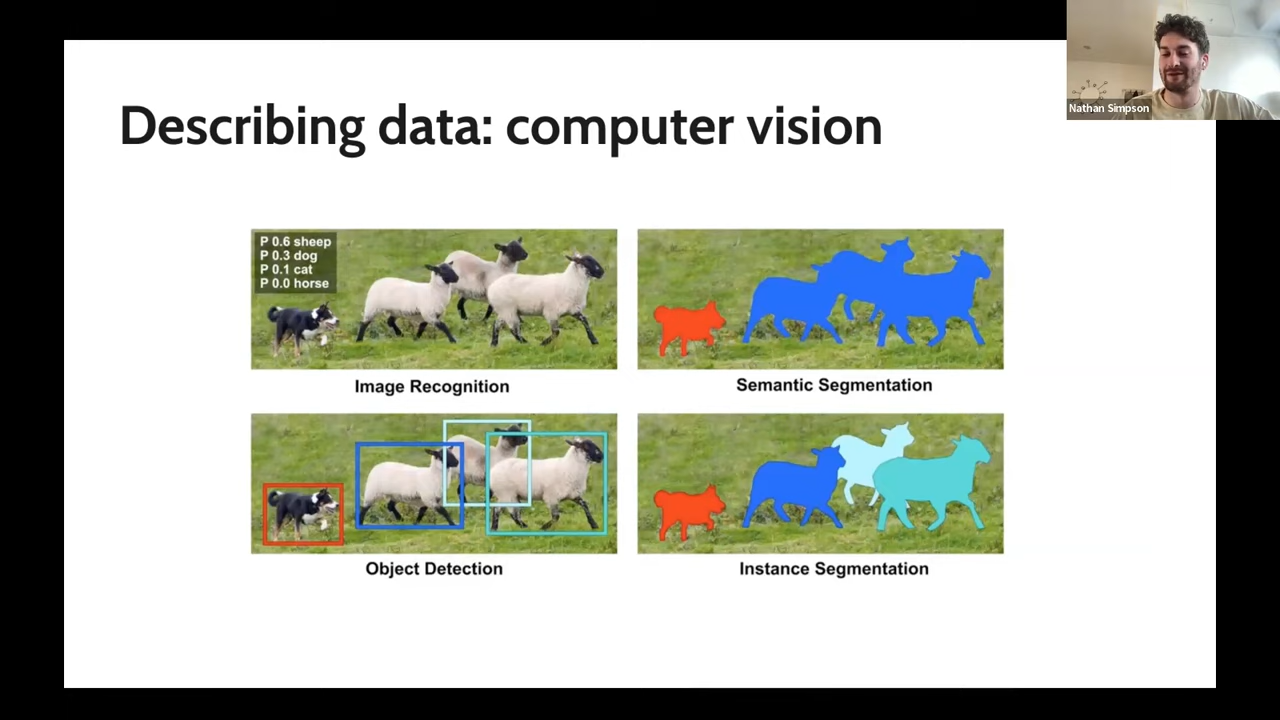 Describing data: computer vision
Nathan Simpson
P 0.6 sheep
P 0.3 dog
P 0.1 cat
P 0.0 horse
Image Recognition
Semantic Segmentation
Object Detection
Instance Segmentation